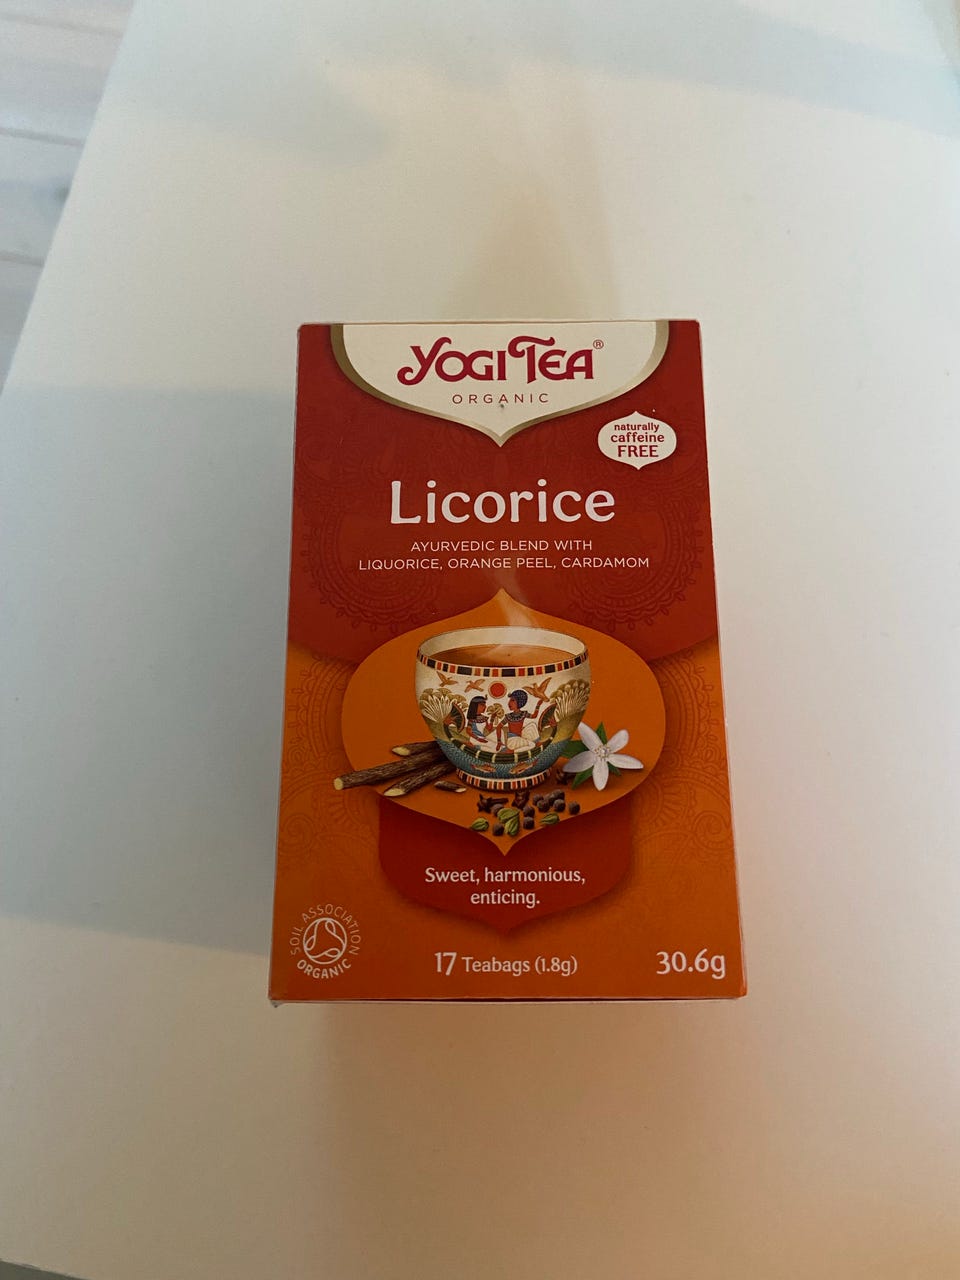 YOGI TEA®
ORGANIC
naturally
caffeine
FREE
Licorice
AYURVEDIC BLEND WITH
LIQUORICE, ORANGE PEEL, CARDAMOM
Sweet, harmonious,
enticing.
SOIL ASSOCIATION
ORGANIC
17 Teabags (1.8g)
30.6g